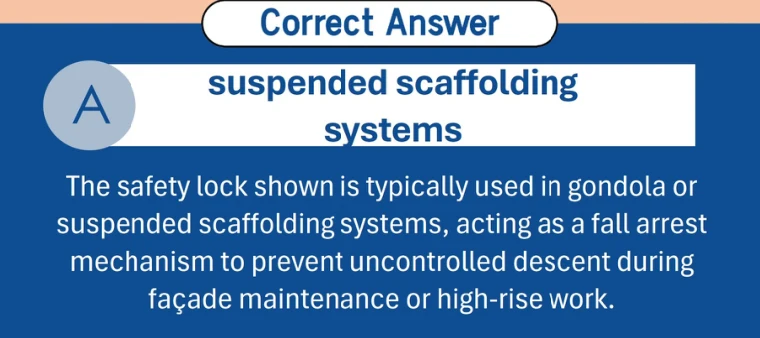 Correct Answer
A
suspended scaffolding
systems
The safety lock shown is typically used in gondola or
suspended scaffolding systems, acting as a fall arrest
mechanism to prevent uncontrolled descent during
façade maintenance or high-rise work.